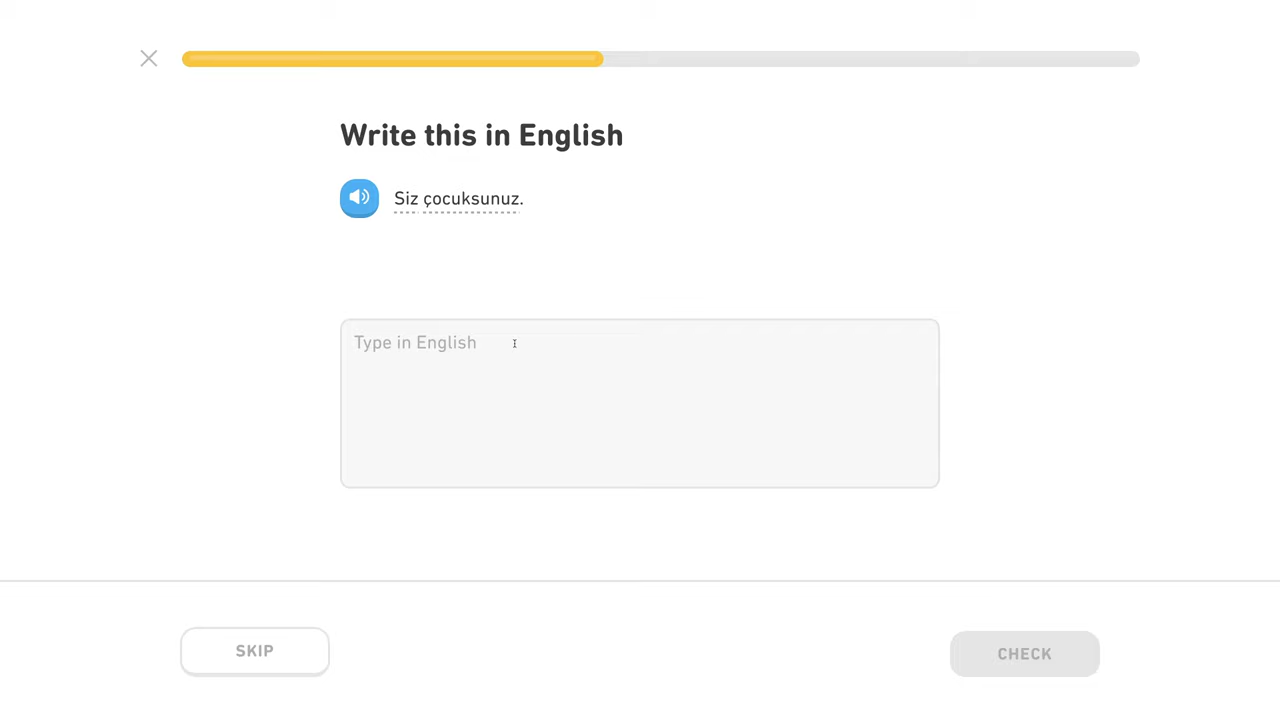 Write this in English
Siz çocuksunuz.
Type in English
SKIP
CHECK